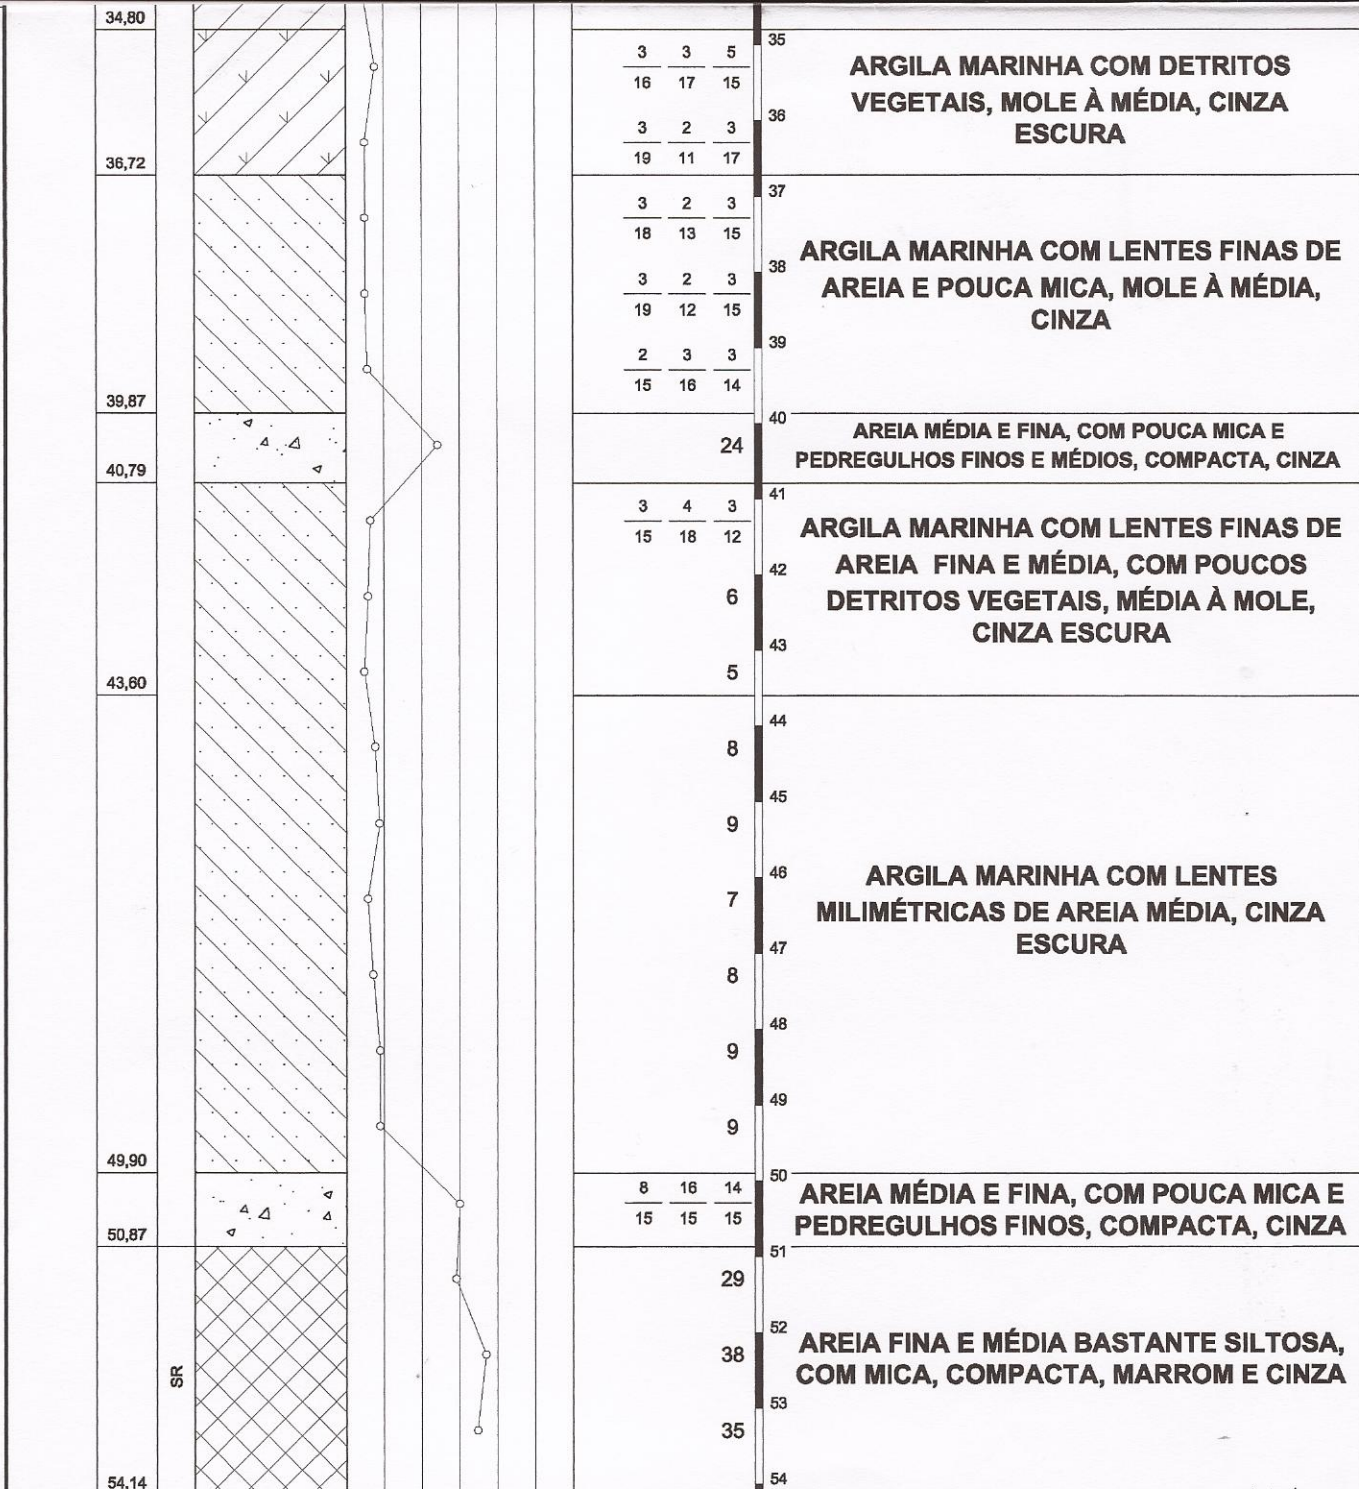 34,80
35
3 3 5
16 17 15
ARGILA MARINHA COM DETRITOS
VEGETAIS, MOLE À MÉDIA, CINZA
ESCURA
36
3 2 3
19 11 17
36,72
37
3 2 3
18 13 15
38
ARGILA MARINHA COM LENTES FINAS DE
AREIA E POUCA MICA, MOLE À MÉDIA,
CINZA
3 2 3
19 12 15
39
2 3 3
15 16 14
39,87
40
24
AREIA MÉDIA E FINA, COM POUCA MICA E
PEDREGULHOS FINOS E MÉDIOS, COMPACTA, CINZA
40,79
41
3 4 3
15 18 12
ARGILA MARINHA COM LENTES FINAS DE
AREIA FINA E MÉDIA, COM POUCOS
DETRITOS VEGETAIS, MÉDIA À MOLE,
CINZA ESCURA
42
6
43
5
43,60
44
8
45
9
46
7
ARGILA MARINHA COM LENTES
MILIMÉTRICAS DE AREIA MÉDIA, CINZA
ESCURA
47
8
48
9
49
9
49,90
50
8 16 14
15 15 15
AREIA MÉDIA E FINA, COM POUCA MICA E
PEDREGULHOS FINOS, COMPACTA, CINZA
50,87
51
29
52
38
AREIA FINA E MÉDIA BASTANTE SILTOSA,
COM MICA, COMPACTA, MARROM E CINZA
SR
53
35
54
54,14